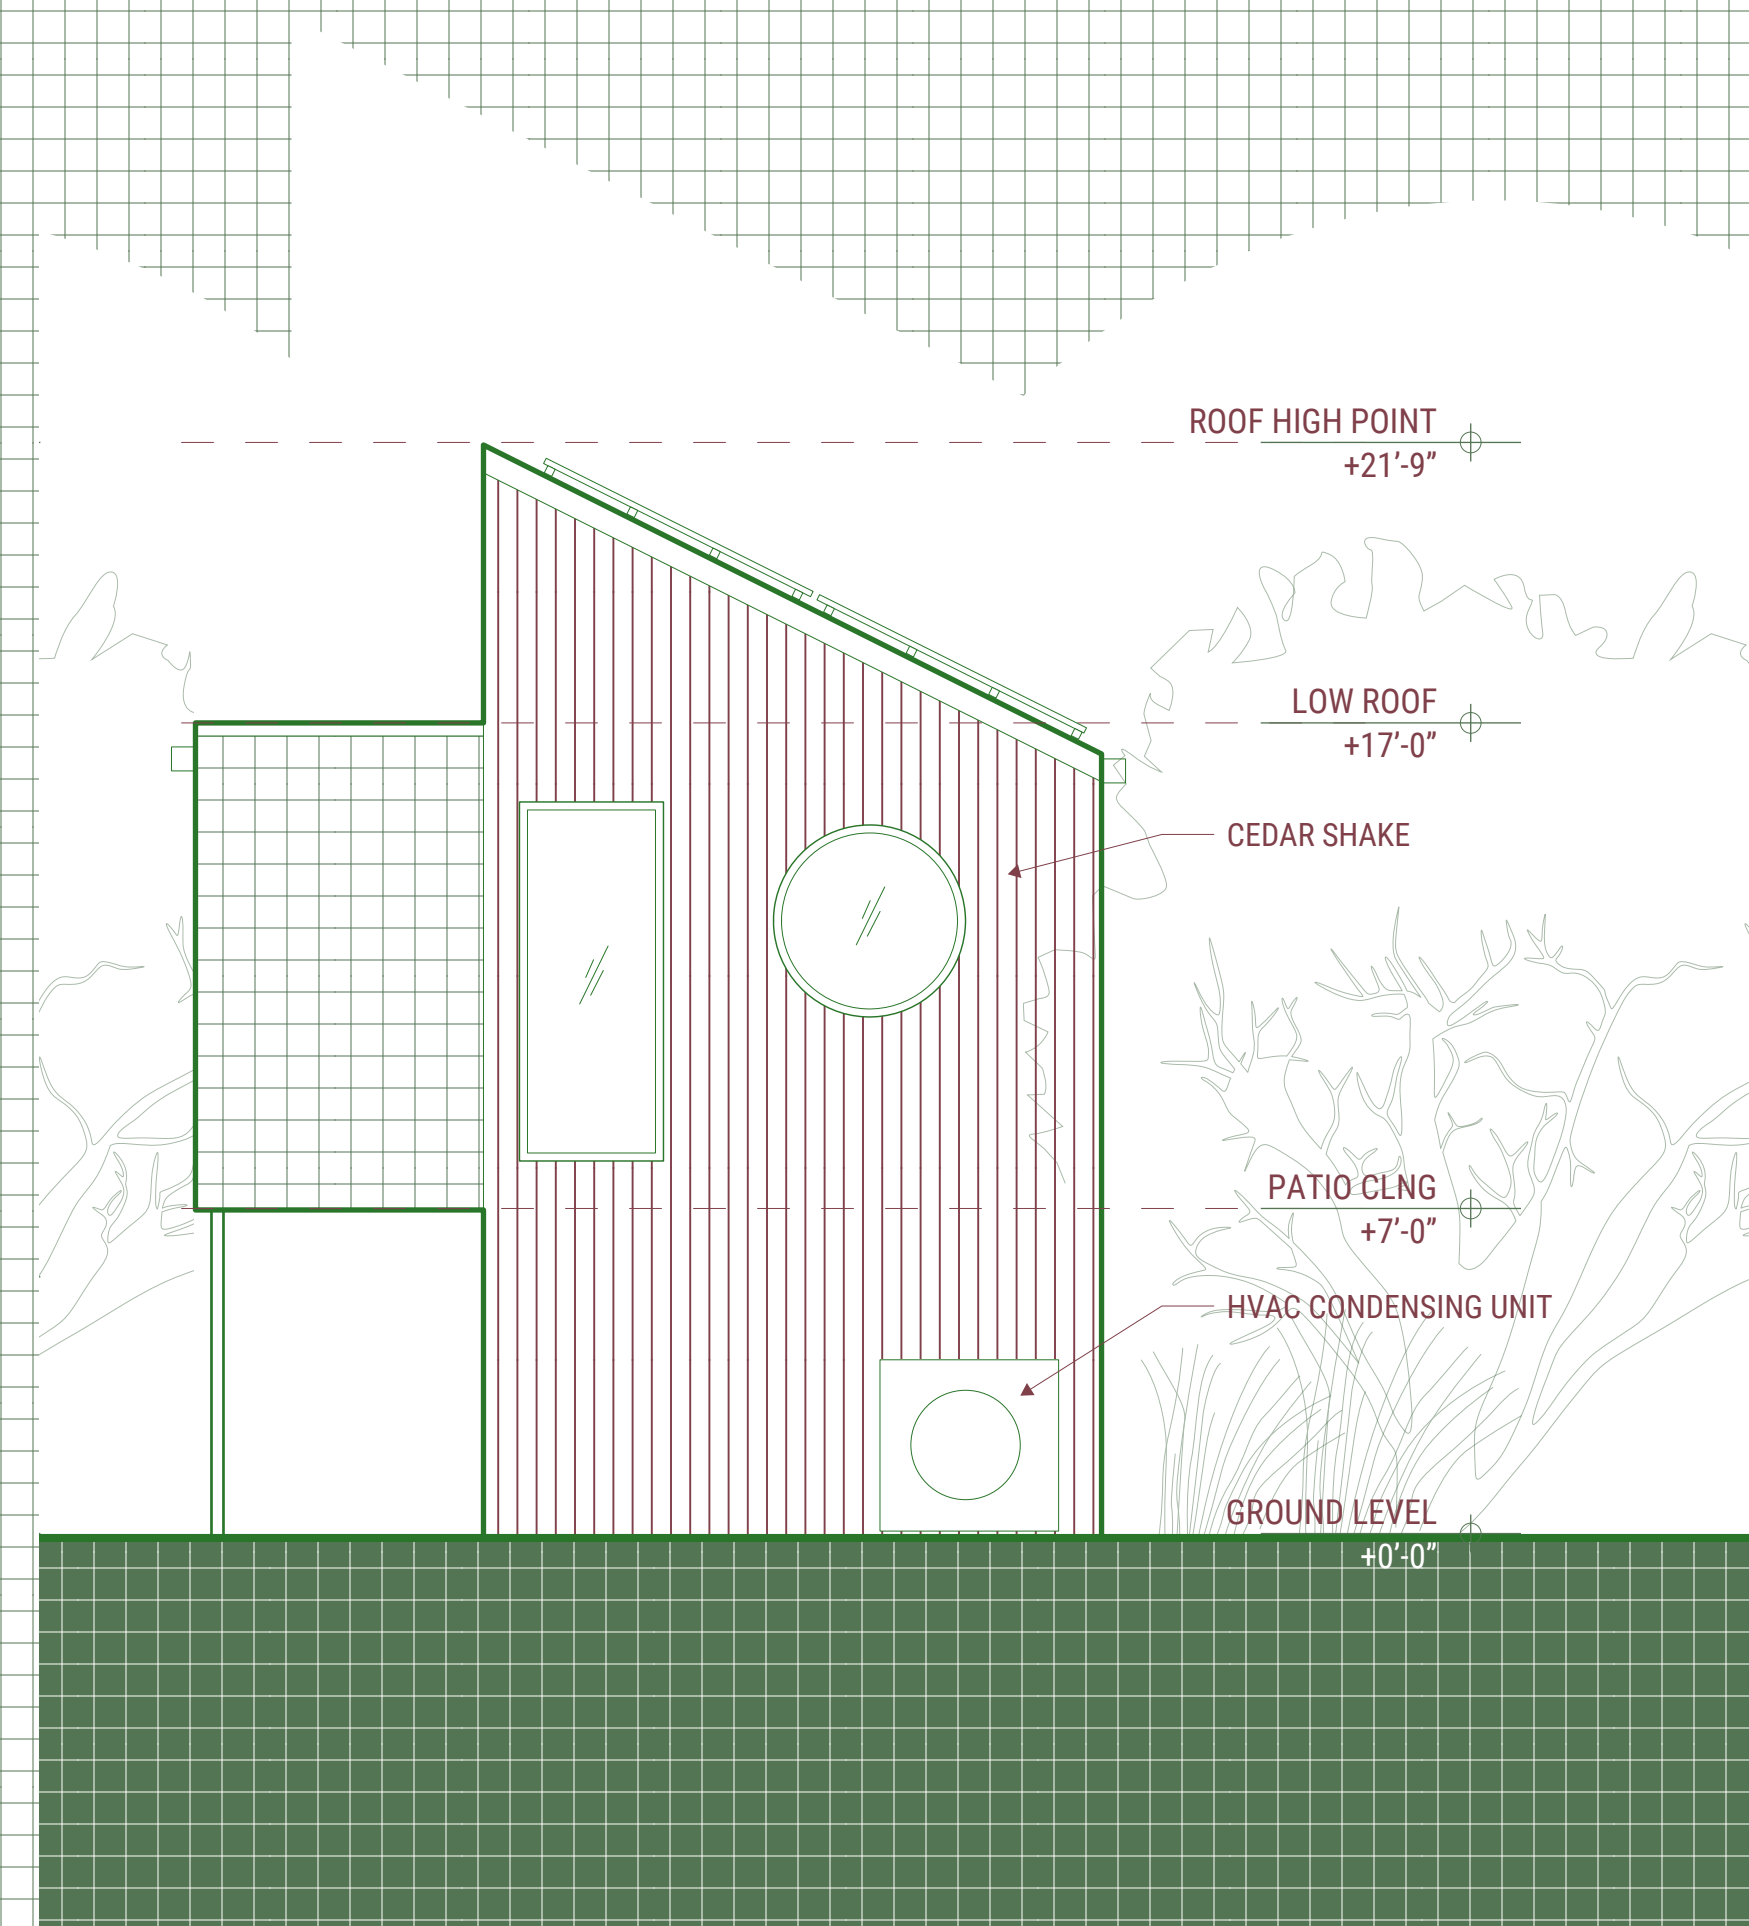 ROOF HIGH POINT
+21’-9”
LOW ROOF
+17’-0”
CEDAR SHAKE
PATIO CLNG
+7’-0”
HVAC CONDENSING UNIT
GROUND LEVEL
+0’-0”